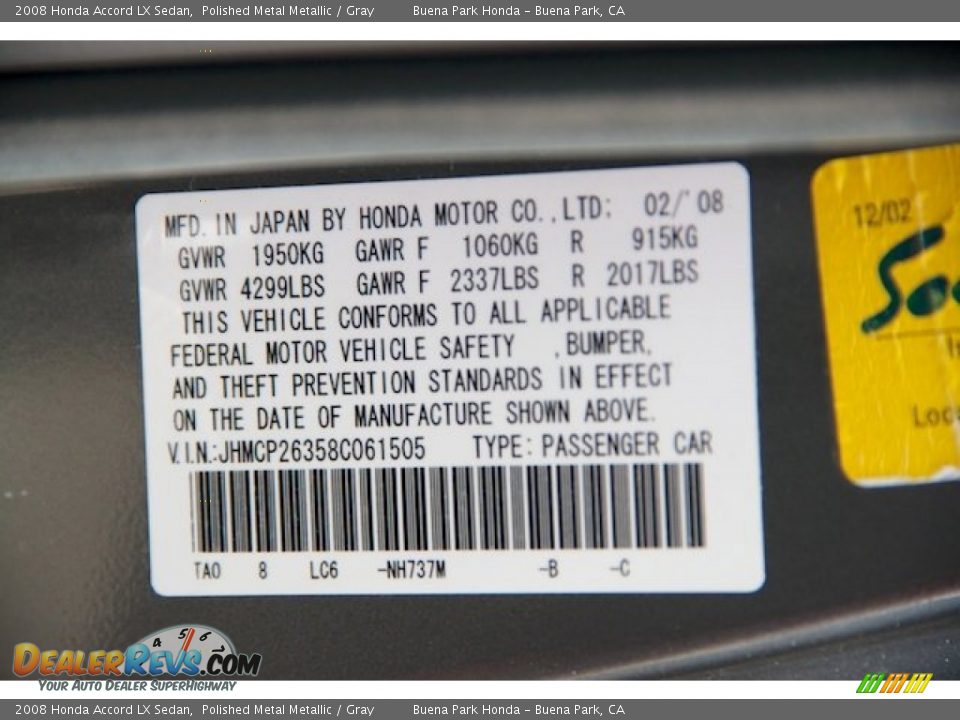 2008 Honda Accord LX Sedan, Polished Metal Metallic / Gray Buena Park Honda - Buena Park, CA
MFD. IN JAPAN BY HONDA MOTOR CO.,LTD: 02/'08
GVWR 1950KG GAWR F 1060KG R 915KG
GVWR 4299LBS GAWR F 2337LBS R 2017LBS
THIS VEHICLE CONFORMS TO ALL APPLICABLE
FEDERAL MOTOR VEHICLE SAFETY ,BUMPER,
AND THEFT PREVENTION STANDARDS IN EFFECT
ON THE DATE OF MANUFACTURE SHOWN ABOVE.
V.I.N.:JHMCP26358C061505 TYPE: PASSENGER CAR
TA0 8 LC6 -NH737M -B -C
12/02
4 5 6
DEALERREVS.COM
YOUR AUTO DEALER SUPERHIGHWAY
2008 Honda Accord LX Sedan, Polished Metal Metallic / Gray Buena Park Honda - Buena Park, CA